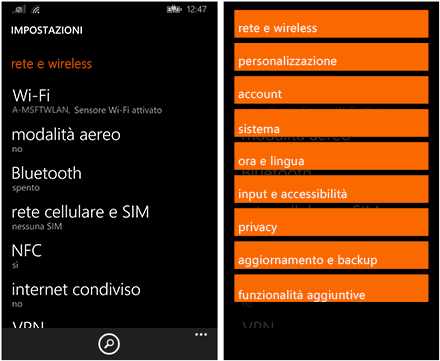 12:47
IMPOSTAZIONI
rete e wireless
Wi-Fi
A-MSFTWLAN, Sensore Wi-Fi attivato
modalità aereo
no
Bluetooth
spento
rete cellulare e SIM
nessuna SIM
NFC
sì
internet condiviso
no
VPN
rete e wireless
personalizzazione
account
sistema
ora e lingua
input e accessibilità
privacy
aggiornamento e backup
funzionalità aggiuntive
VPN